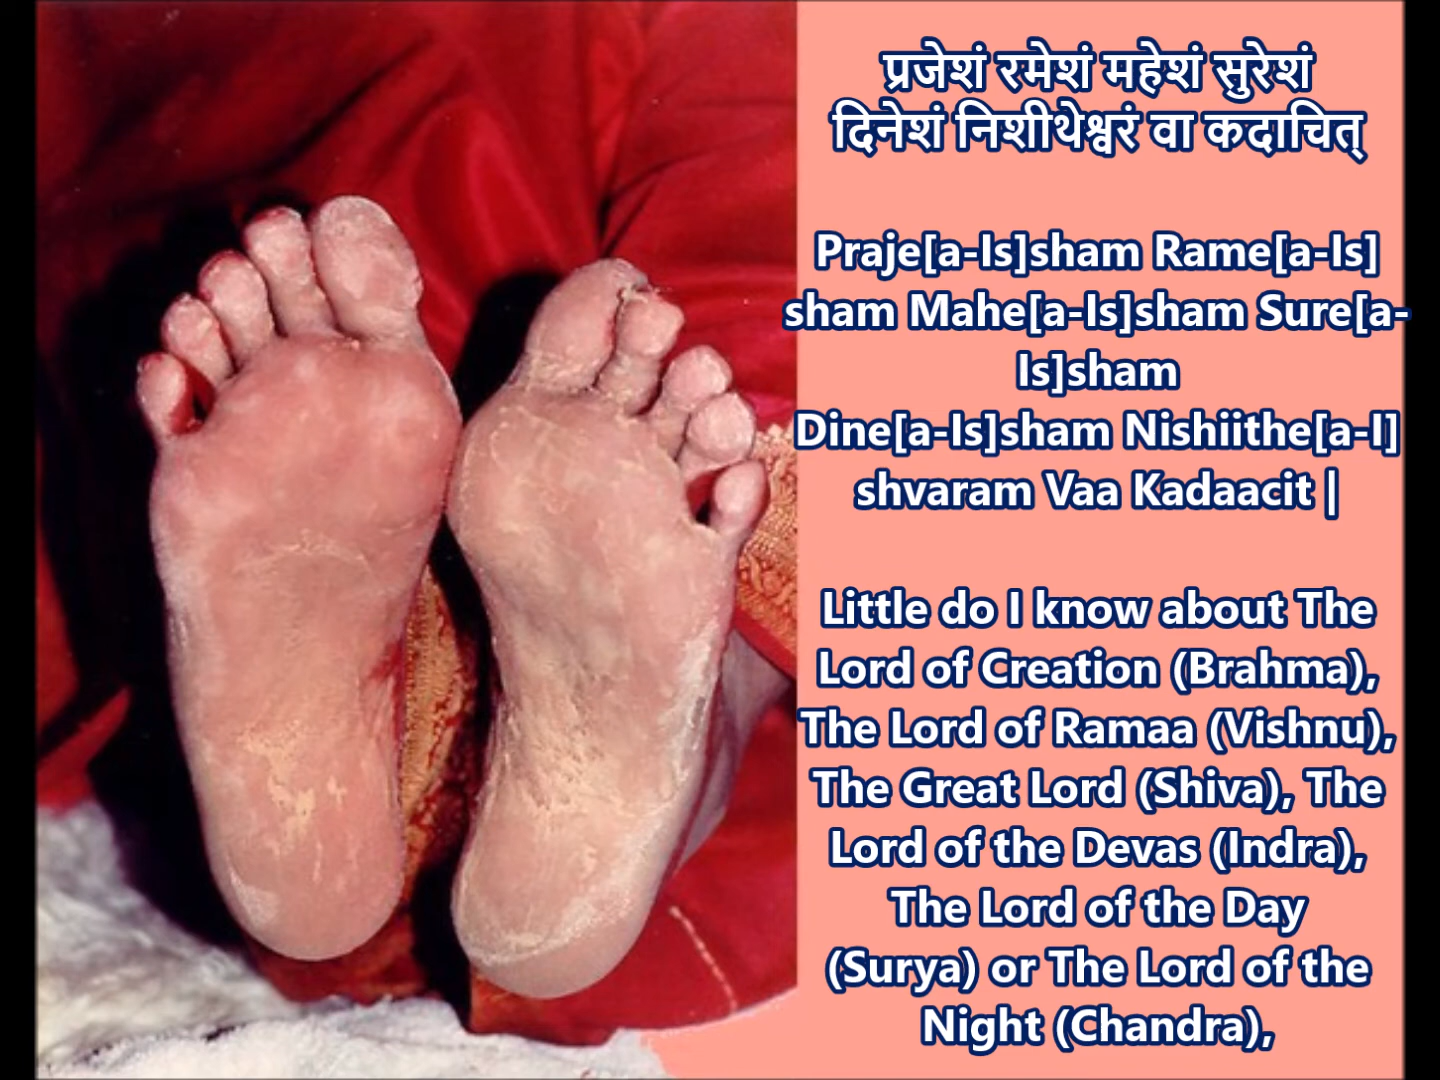 प्रजेशं रमेशं महेशं सुरेशं
दिनेशं निशीथेश्वरं वा कदाचित्
Praje[a-Is]sham Rame[a-Is]
sham Mahe[a-Is]sham Sure[a-
Is]sham
Dine[a-Is]sham Nishiithe[a-I]
shvaram Vaa Kadaacit |
Little do I know about The
Lord of Creation (Brahma),
The Lord of Ramaa (Vishnu),
The Great Lord (Shiva), The
Lord of the Devas (Indra),
The Lord of the Day
(Surya) or The Lord of the
Night (Chandra),